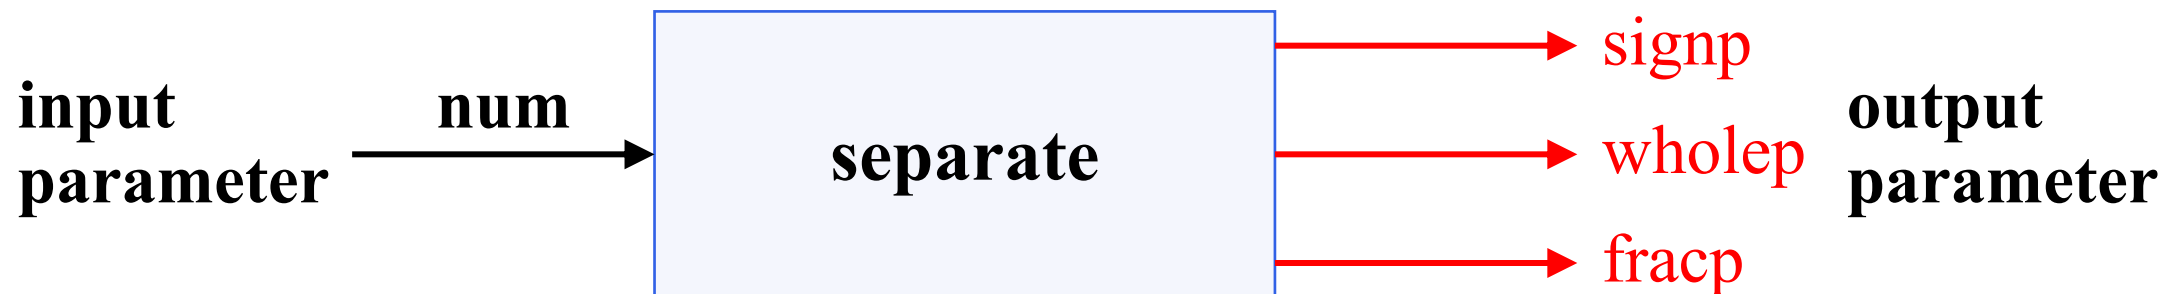 input
parameter
num
separate
signp
wholep
fracp
output
parameter